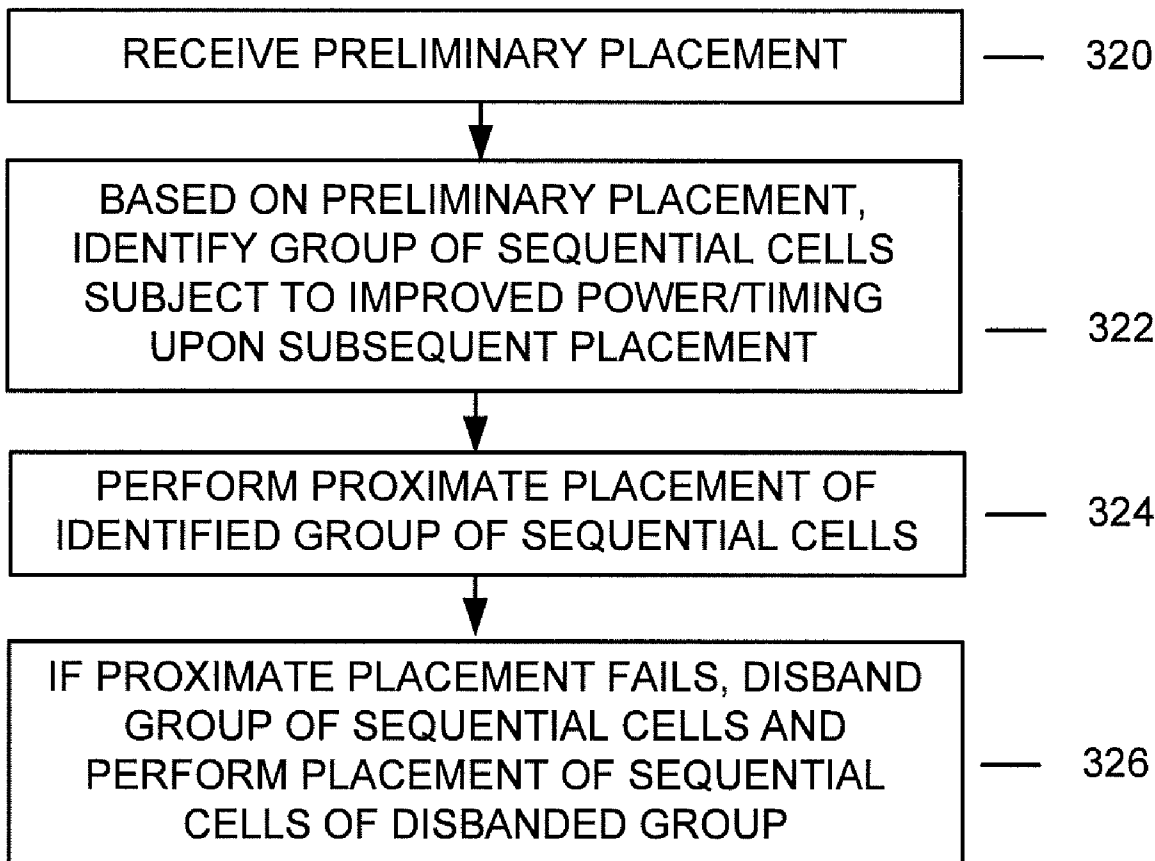 RECEIVE PRELIMINARY PLACEMENT
320
BASED ON PRELIMINARY PLACEMENT,
IDENTIFY GROUP OF SEQUENTIAL CELLS
SUBJECT TO IMPROVED POWER/TIMING
UPON SUBSEQUENT PLACEMENT
322
PERFORM PROXIMATE PLACEMENT OF
IDENTIFIED GROUP OF SEQUENTIAL CELLS
324
IF PROXIMATE PLACEMENT FAILS, DISBAND
GROUP OF SEQUENTIAL CELLS AND
PERFORM PLACEMENT OF SEQUENTIAL
CELLS OF DISBANDED GROUP
326